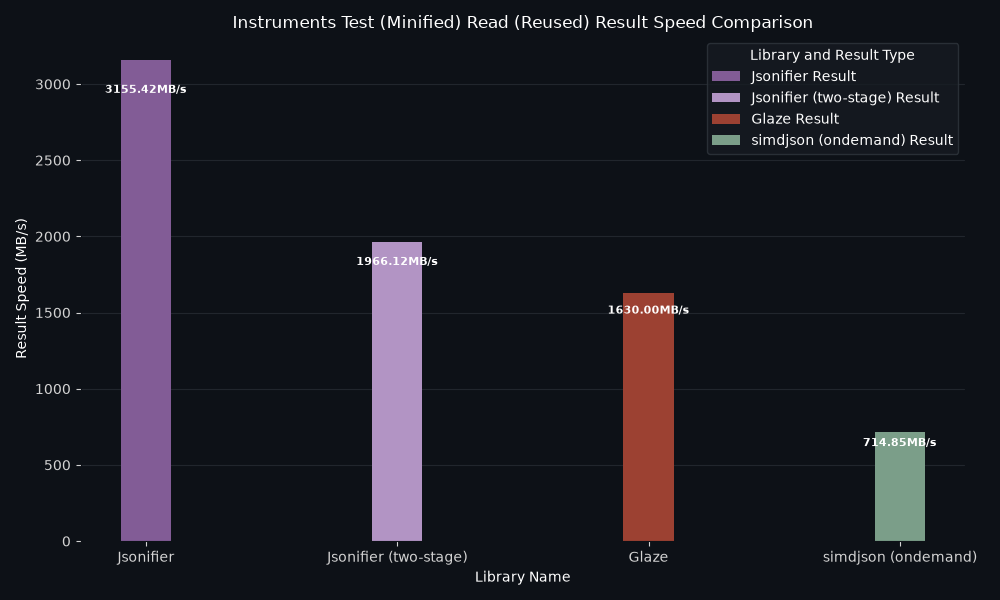 Instruments Test (Minified) Read (Reused) Result Speed Comparison
Library and Result Type
Jsonifier Result
Jsonifier (two-stage) Result
Glaze Result
simdjson (ondemand) Result
Result Speed (MB/s)
3000
2500
2000
1500
1000
500
0
3155.42MB/s
1966.12MB/s
1630.00MB/s
714.85MB/s
Jsonifier
Jsonifier (two-stage)
Glaze
simdjson (ondemand)
Library Name